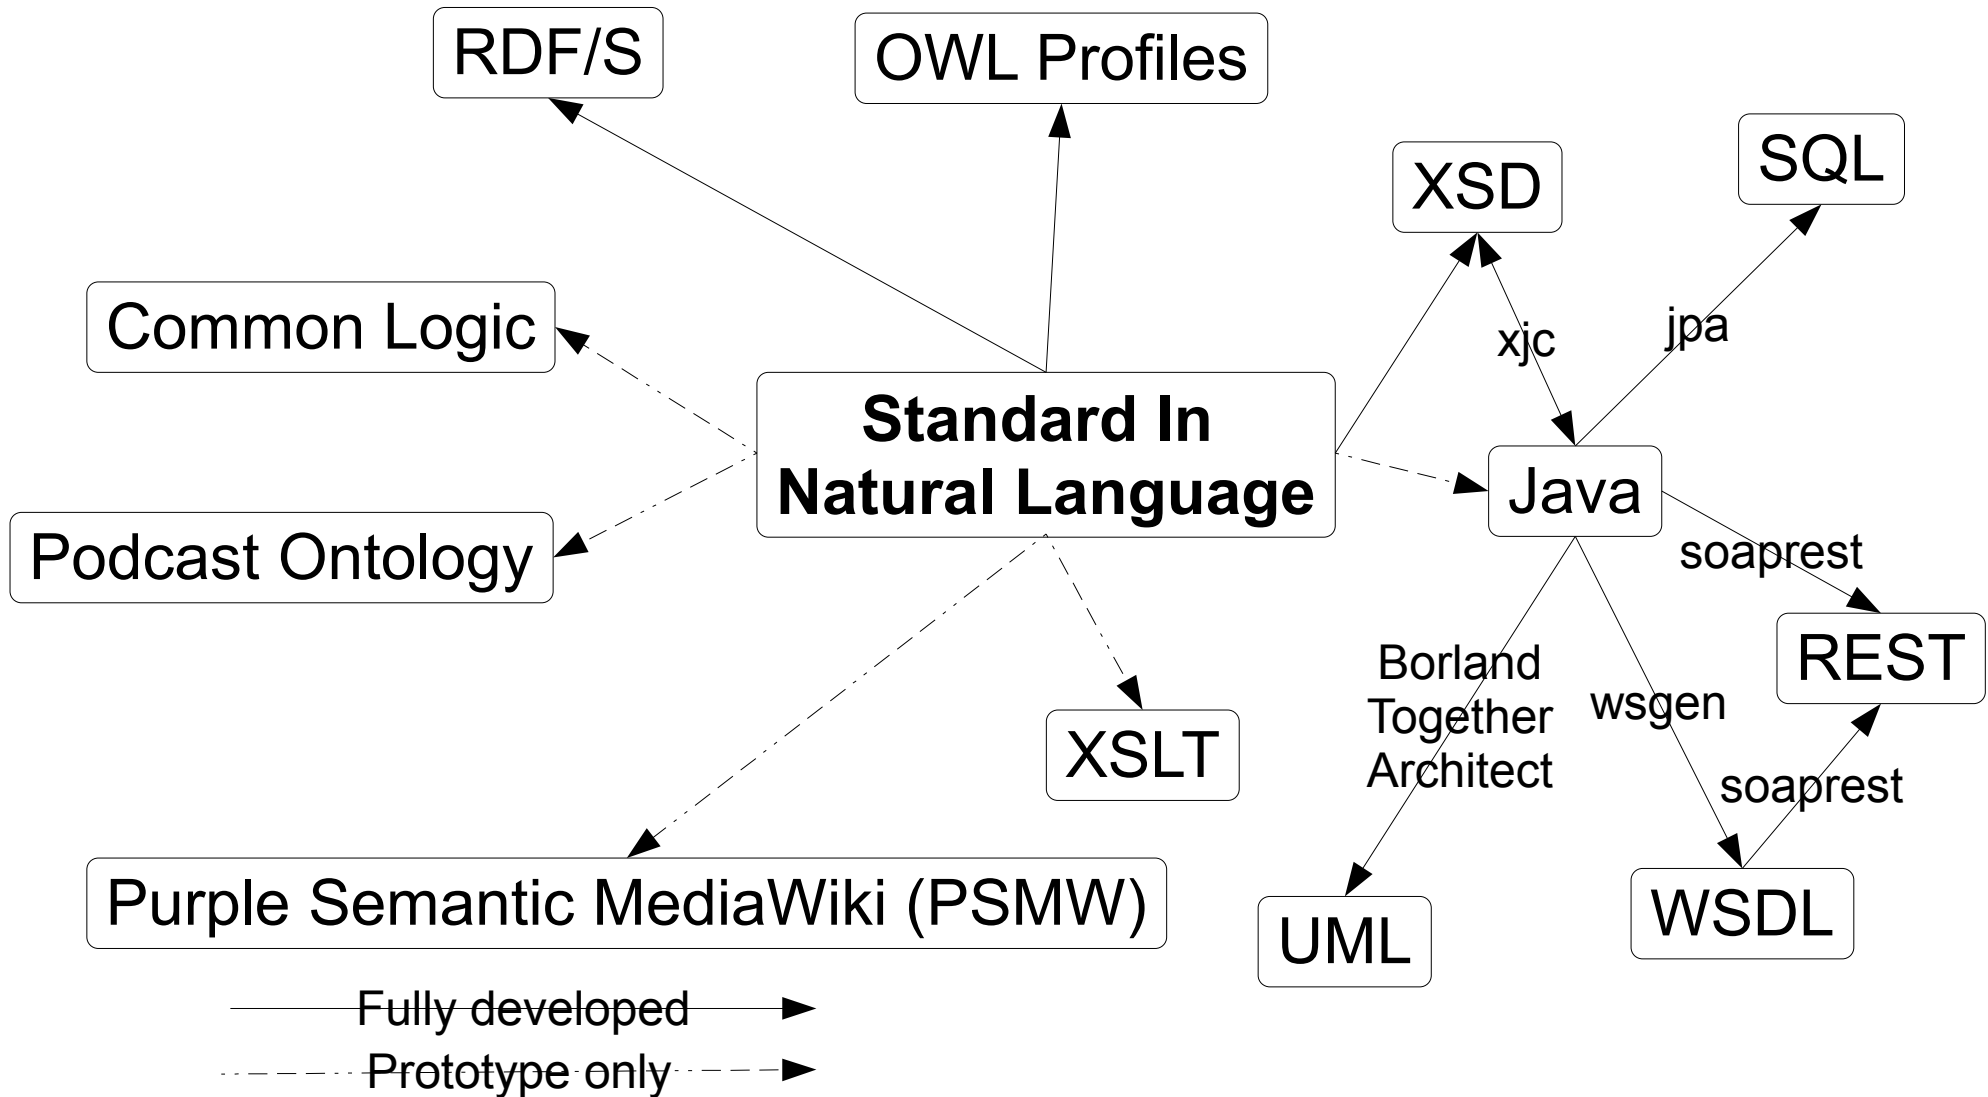 RDF/S
OWL Profiles
XSD
SQL
Common Logic
xjc
jpa
Standard In
Natural Language
Java
Podcast Ontology
soaprest
REST
Borland
Together
Architect
wsgen
XSLT
soaprest
Purple Semantic MediaWiki (PSMW)
UML
WSDL
Fully developed
Prototype only